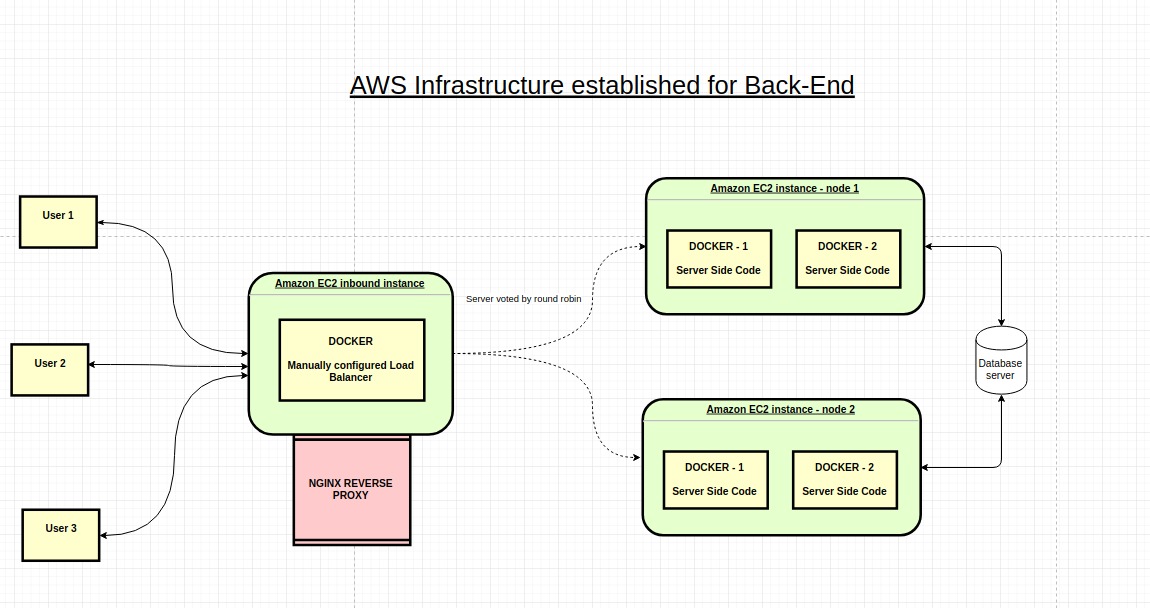 AWS Infrastructure established for Back-End
User 1
User 2
User 3
Amazon EC2 inbound instance
DOCKER
Manually configured Load
Balancer
NGINX REVERSE
PROXY
Server voted by round robin
Amazon EC2 instance - node 1
DOCKER - 1
Server Side Code
DOCKER - 2
Server Side Code
Amazon EC2 instance - node 2
DOCKER - 1
Server Side Code
DOCKER - 2
Server Side Code
Database
server